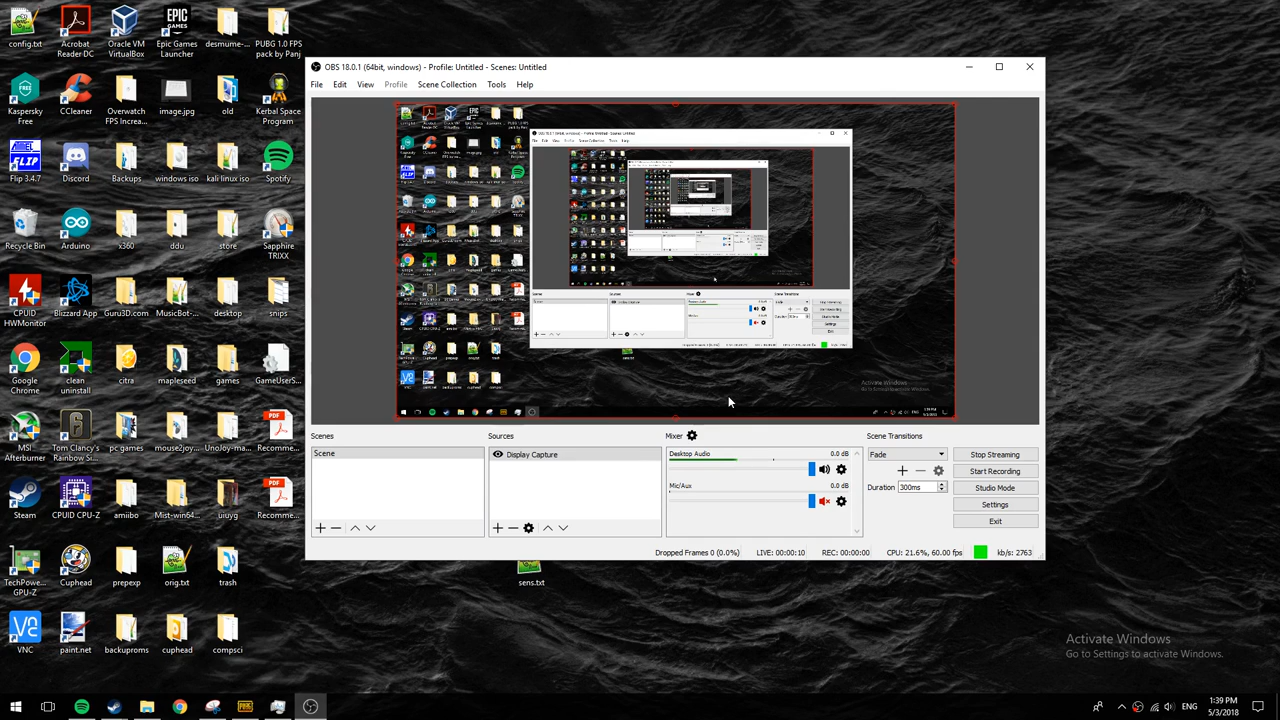 OBS 18.0.1 (64bit, windows) - Profile: Untitled - Scenes: Untitled
File Edit View Profile Scene Collection Tools Help
Scenes
Scene
Sources
Display Capture
Mixer
Desktop Audio 0.0 dB
Mic/Aux 0.0 dB
Scene Transitions
Fade
Duration 300ms
Stop Streaming
Start Recording
Studio Mode
Settings
Exit
Dropped Frames 0 (0.0%) LIVE: 00:00:10 REC: 00:00:00 CPU: 21.6%, 60.00 fps kb/s: 2763
config.txt
Acrobat
Reader DC
Oracle VM
VirtualBox
Epic Games
Launcher
desmume-...
PUBG 1.0 FPS
pack by Panj
Kaspersky
Free
CCleaner
Overwatch
FPS Increa...
image.jpg
old
Kerbal Space
Program
Flip 3.4.7
Discord
Backups
windows iso
kali linux iso
Spotify
Recycle Bin
Arduino
x360
ddu
store
Sapphire
TRIXX
CPUID
HWMonitor
Blizzard App
Guru3D.com
MusicBot-...
desktop
snips
Google
Chrome
clean
uninstall
citra
mapleseed
games
GameUserS...
MSI
Afterburner
Tom Clancy's
Rainbow Si...
pc games
mouse2joy...
UnoJoy-ma...
Recomme...
Steam
CPUID CPU-Z
amiibo
Mist-win64...
_uiuyg
Recomme...
TechPowe...
GPU-Z
Cuphead
prepexp
orig.txt
trash
sens.txt
VNC
paint.net
backuproms
cuphead
compsci
Activate Windows
Go to Settings to activate Windows.
ENG
1:39 PM
5/3/2018